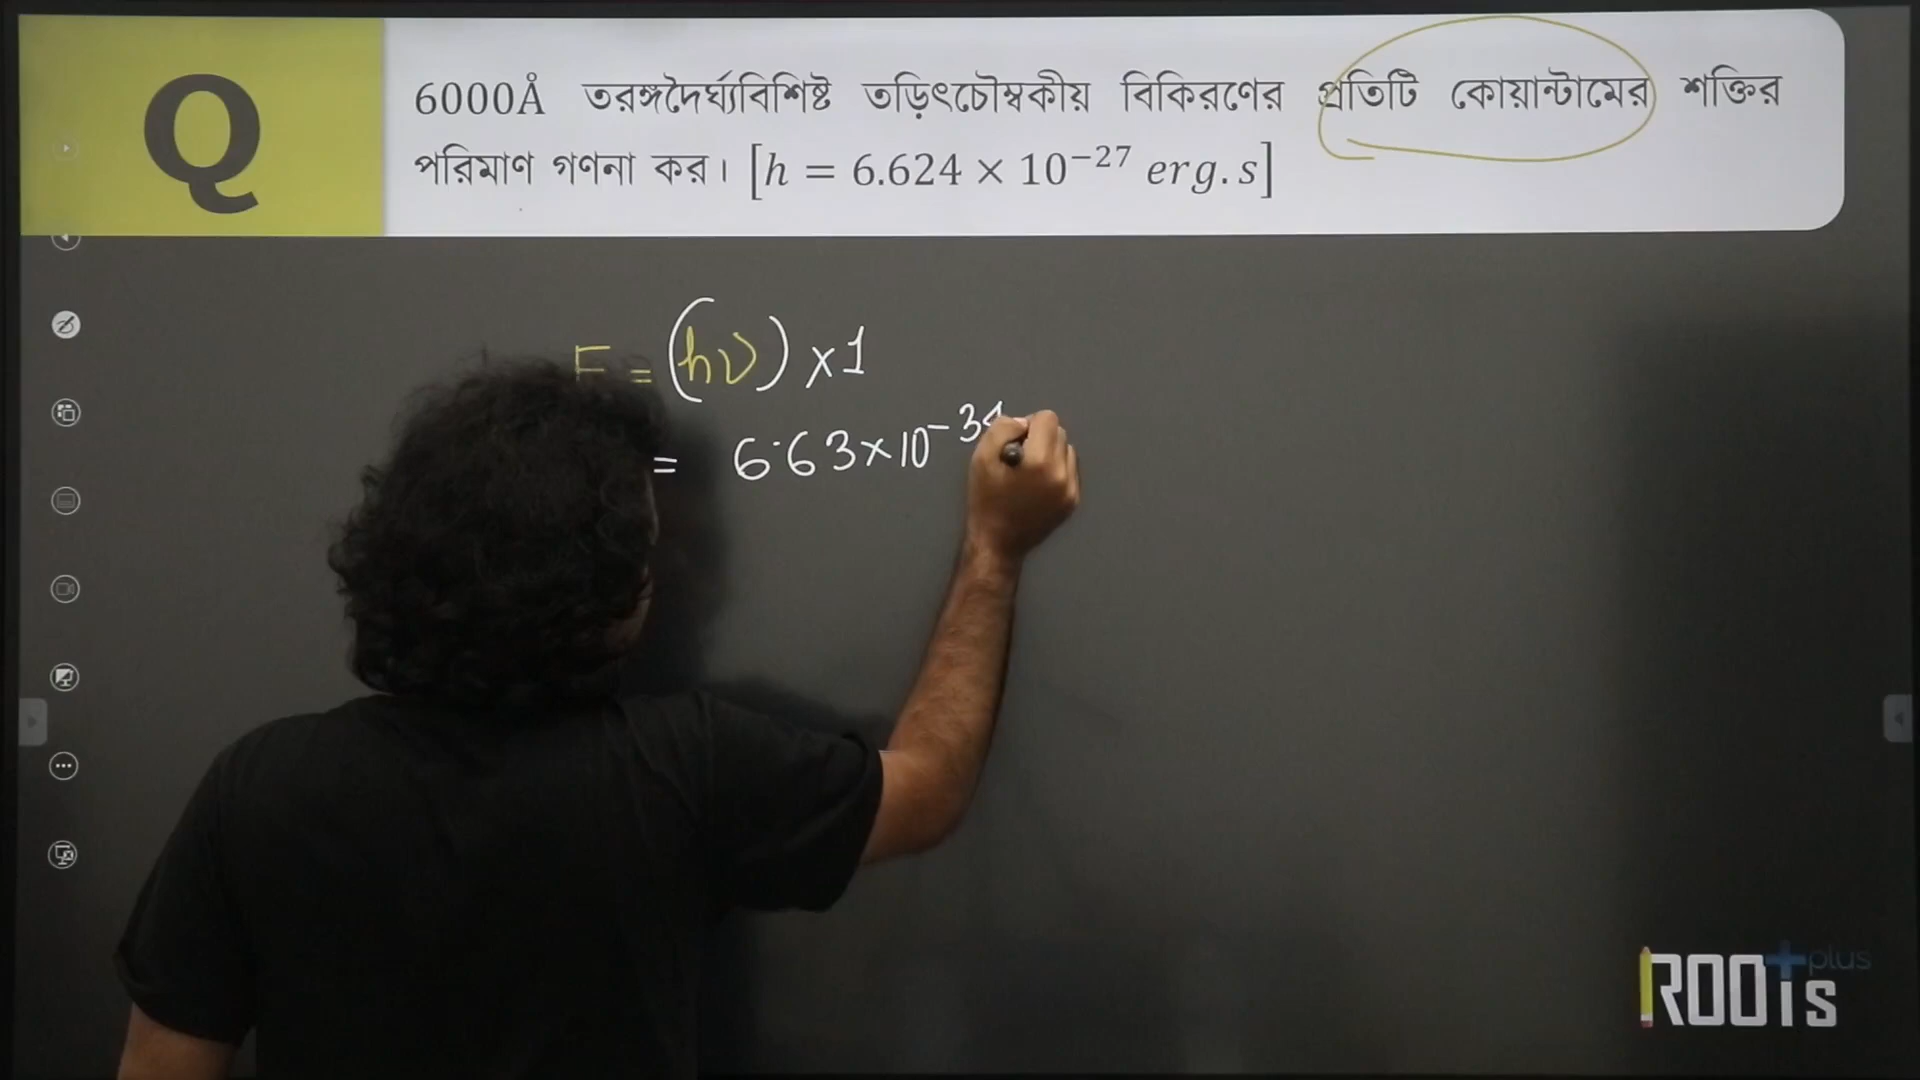 Q
6000Å তরঙ্গদৈর্ঘ্যবিশিষ্ট তড়িৎচৌম্বকীয় বিকিরণের প্রতিটি কোয়ান্টামের শক্তির
পরিমাণ গণনা কর। [h = 6.624 × 10⁻²⁷ erg.s]
E = (hν) × 1
= 6.63 × 10⁻³⁴
ROOTs plus